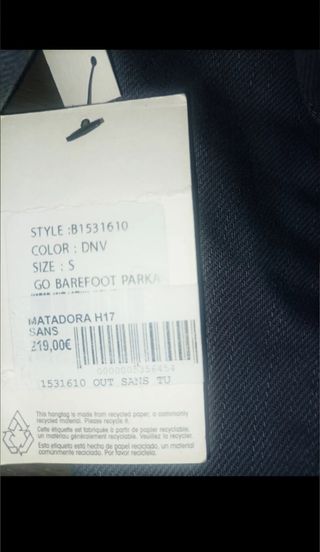 STYLE :B1531610
COLOR : DNV
SIZE : S
GO BAREFOOT PARKA
MATADORA H17
SANS
219,00€
0000005356454
1531610 OUT SANS TU
This hangtag is made from recycled paper, a commonly
recycled material. Please recycle it.
Cette étiquette est fabriquée à partir de papier recyclable,
un matériau généralement recyclable. Veuillez la recycler.
Esta etiqueta está hecha de papel reciclado, un material
comúnmente reciclado. Por favor recíclela.